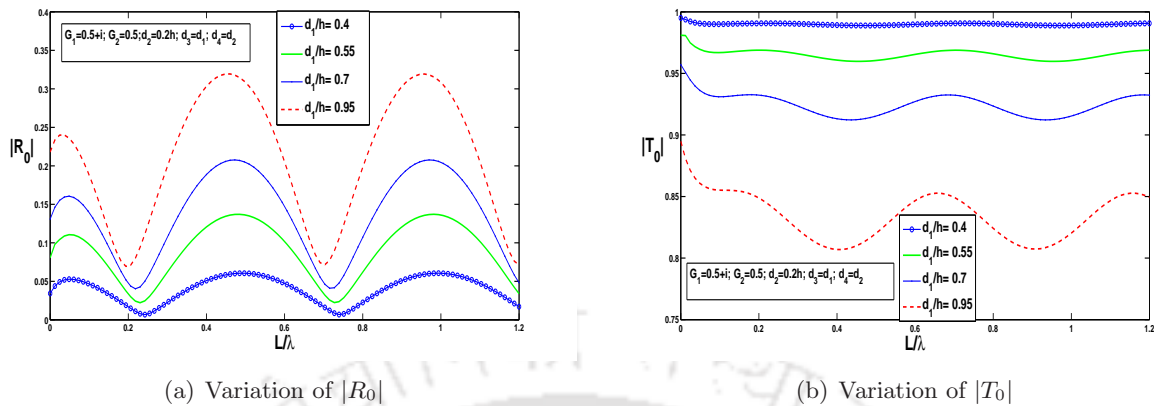 0.4
0.35
0.3
0.25
0.2
0.15
0.1
0.05
0
|R₀|
G₁=0.5+i; G₂=0.5;d₂=0.2h; d₃=d₁; d₄=d₂
d₁/h= 0.4
d₁/h= 0.55
d₁/h= 0.7
d₁/h= 0.95
0 0.2 0.4 0.6 0.8 1 1.2
L/λ
(a) Variation of |R₀|
1
0.95
0.9
0.85
0.8
0.75
|T₀|
d₁/h= 0.4
d₁/h= 0.55
d₁/h= 0.7
d₁/h= 0.95
G₁=0.5+i; G₂=0.5; d₂=0.2h; d₃=d₁; d₄=d₂
0 0.2 0.4 0.6 0.8 1 1.2
L/λ
(b) Variation of |T₀|